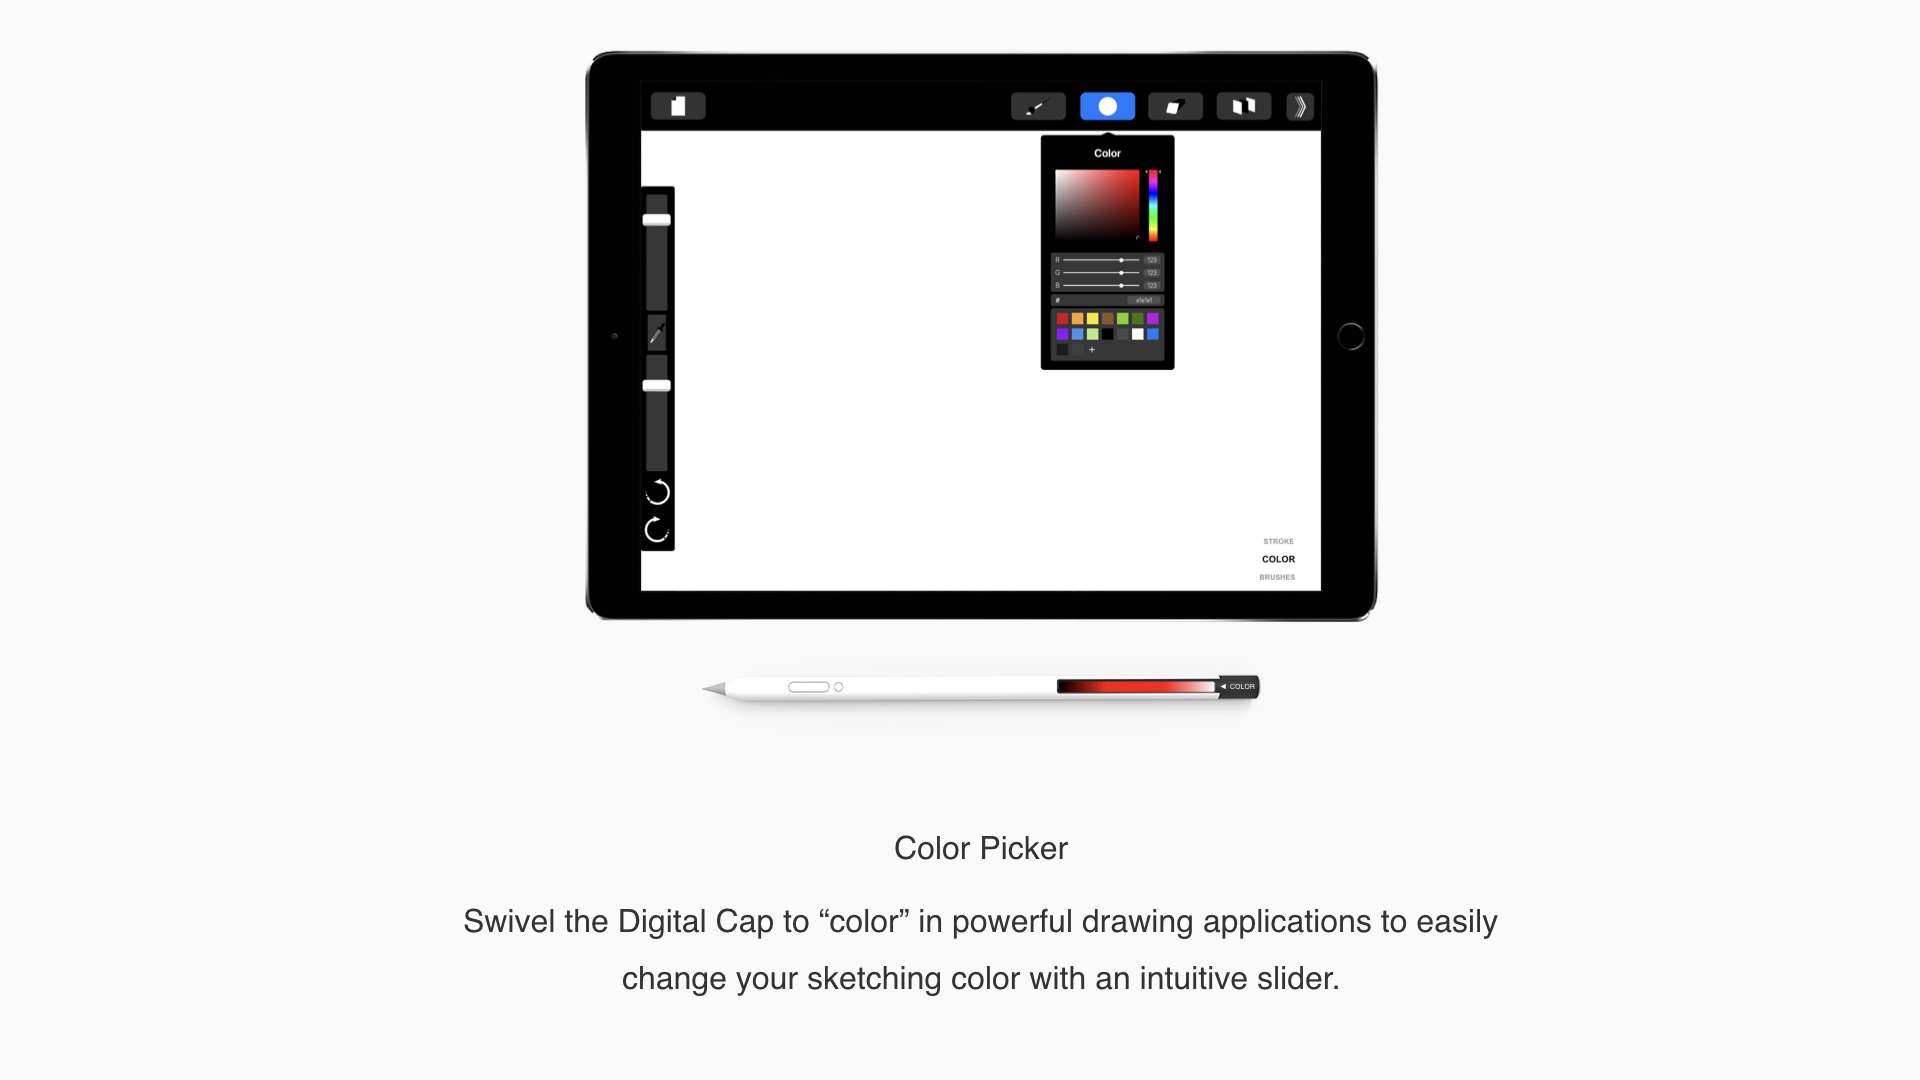 Color
R 123
G 123
B 123
# e1e1e1
STROKE
COLOR
BRUSHES
COLOR
Color Picker
Swivel the Digital Cap to “color” in powerful drawing applications to easily
change your sketching color with an intuitive slider.